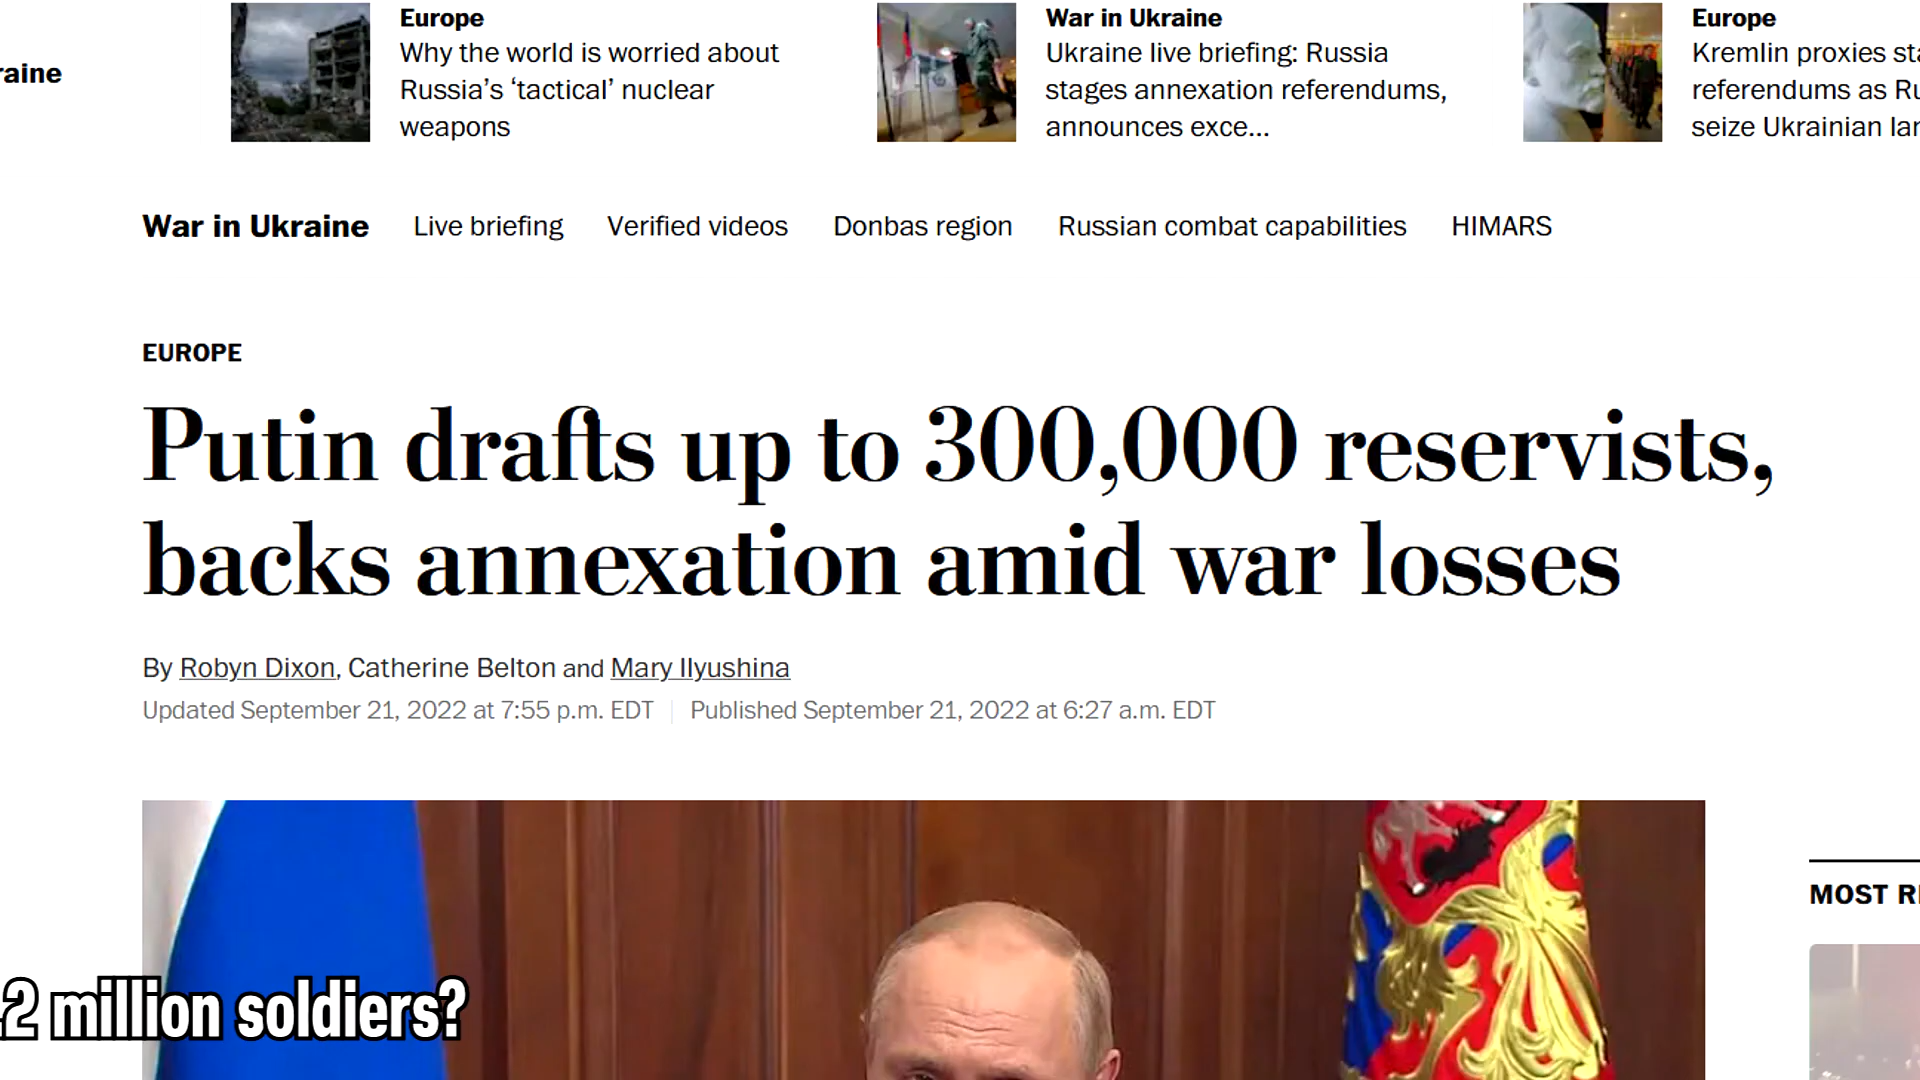 raine
Europe
Why the world is worried about
Russia’s ‘tactical’ nuclear
weapons
War in Ukraine
Ukraine live briefing: Russia
stages annexation referendums,
announces exce...
Europe
Kremlin proxies sta
referendums as Ru
seize Ukrainian lan
War in Ukraine Live briefing Verified videos Donbas region Russian combat capabilities HIMARS
EUROPE
Putin drafts up to 300,000 reservists,
backs annexation amid war losses
By Robyn Dixon, Catherine Belton and Mary Ilyushina
Updated September 21, 2022 at 7:55 p.m. EDT Published September 21, 2022 at 6:27 a.m. EDT
MOST R
2 million soldiers?